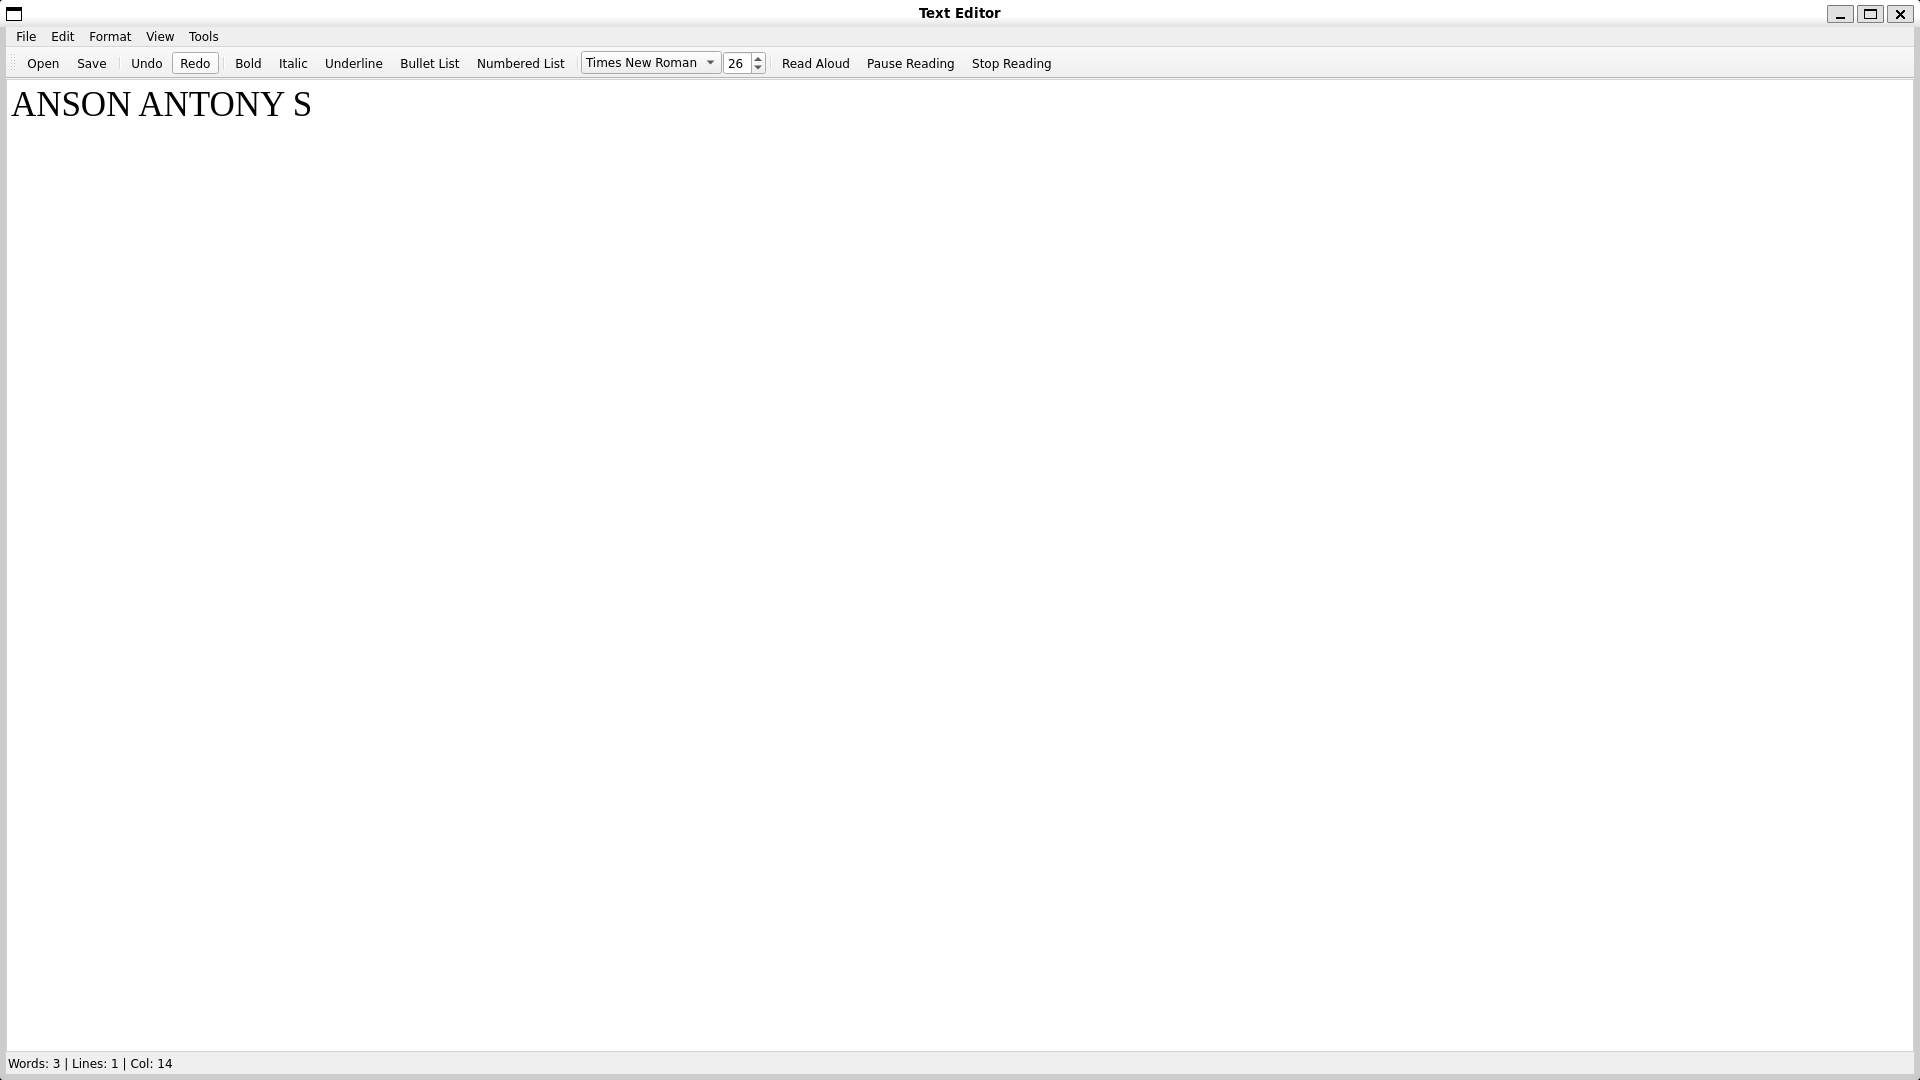 Text Editor
File Edit Format View Tools
Open Save Undo Redo Bold Italic Underline Bullet List Numbered List Times New Roman 26 Read Aloud Pause Reading Stop Reading
ANSON ANTONY S
Words: 3 | Lines: 1 | Col: 14